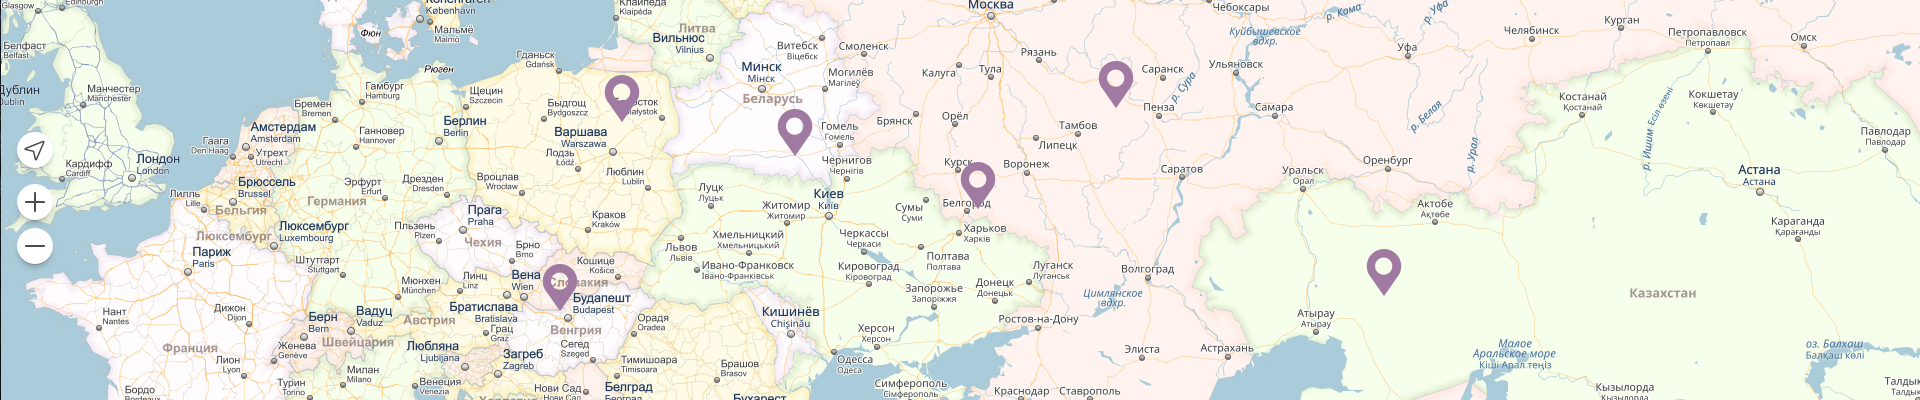 Glasgow
Edinburgh
Белфаст
Belfast
Дублин
Dublin
Манчестер
Manchester
Кардифф
Cardiff
Лондон
London
København
Мальмё
Malmö
Фюн
Рюген
Гамбург
Hamburg
Бремен
Bremen
Амстердам
Amsterdam
Гаага
Den Haag
Утрехт
Utrecht
Ганновер
Hannover
Берлин
Berlin
Лилль
Lille
Брюссель
Brussel
Бельгия
Эрфурт
Erfurt
Дрезден
Dresden
Германия
Люксембург
Люксембург
Luxembourg
Париж
Paris
Штутгарт
Stuttgart
Мюнхен
München
Нант
Nantes
Дижон
Dijon
Берн
Bern
Вадуц
Vaduz
Женева
Genève
Швейцария
Франция
Лион
Lyon
Бордо
Bordeaux
Турин
Torino
Милан
Milano
Венеция
Venezia
Клайпеда
Klaipėda
Литва
Вильнюс
Vilnius
Гданьск
Gdańsk
Щецин
Szczecin
Быдгощ
Bydgoszcz
Białystok
Варшава
Warszawa
Лодзь
Łódź
Вроцлав
Wrocław
Люблин
Lublin
Краков
Kraków
Прага
Praha
Пльзень
Plzeň
Чехия
Брно
Brno
Линц
Linz
Вена
Wien
Братислава
Bratislava
Австрия
Грац
Graz
Кошице
Košice
Словакия
Будапешт
Budapest
Венгрия
Сегед
Szeged
Любляна
Ljubljana
Загреб
Zagreb
Орадя
Oradea
Тимишоара
Timisoara
Брашов
Brasov
Нови Сад
Нови Сад
Белград
Београд
Бухарест
Минск
Мінск
Беларусь
Витебск
Віцебск
Могилёв
Магілёў
Гомель
Гомель
Чернигов
Чернігів
Луцк
Луцьк
Житомир
Житомир
Киев
Київ
Сумы
Суми
Львов
Львів
Хмельницкий
Хмельницький
Ивано-Франковск
Івано-Франківськ
Черкассы
Черкаси
Кировоград
Кіровоград
Полтава
Полтава
Запорожье
Запоріжжя
Харьков
Харків
Донецк
Донецьк
Луганск
Луганськ
Кишинёв
Chişinău
Херсон
Херсон
Одесса
Одеса
Симферополь
Сімферополь
Москва
Смоленск
Калуга
Тула
Рязань
Брянск
Орёл
Курск
Белгород
Воронеж
Липецк
Тамбов
Пенза
Саранск
р. Сура
Ульяновск
Чебоксары
Куйбышевское
вдхр.
р. Кама
р. Уфа
Уфа
Самара
Саратов
р. Белая
Оренбург
р. Урал
Волгоград
Цимлянское
вдхр.
Ростов-на-Дону
Элиста
Астрахань
Краснодар
Ставрополь
Челябинск
Курган
Петропавловск
Петропавл
Омск
Костанай
Қостанай
Кокшетау
Көкшетау
р. Ишим Есіл өзені
Павлодар
Павлодар
Астана
Астана
Уральск
Орал
Актобе
Ақтөбе
Караганда
Қарағанды
Казахстан
Атырау
Атырау
Малое
Аральское море
Кіші Арал теңіз
оз. Балхаш
Балқаш көлі
Кызылорда
Қызылорда